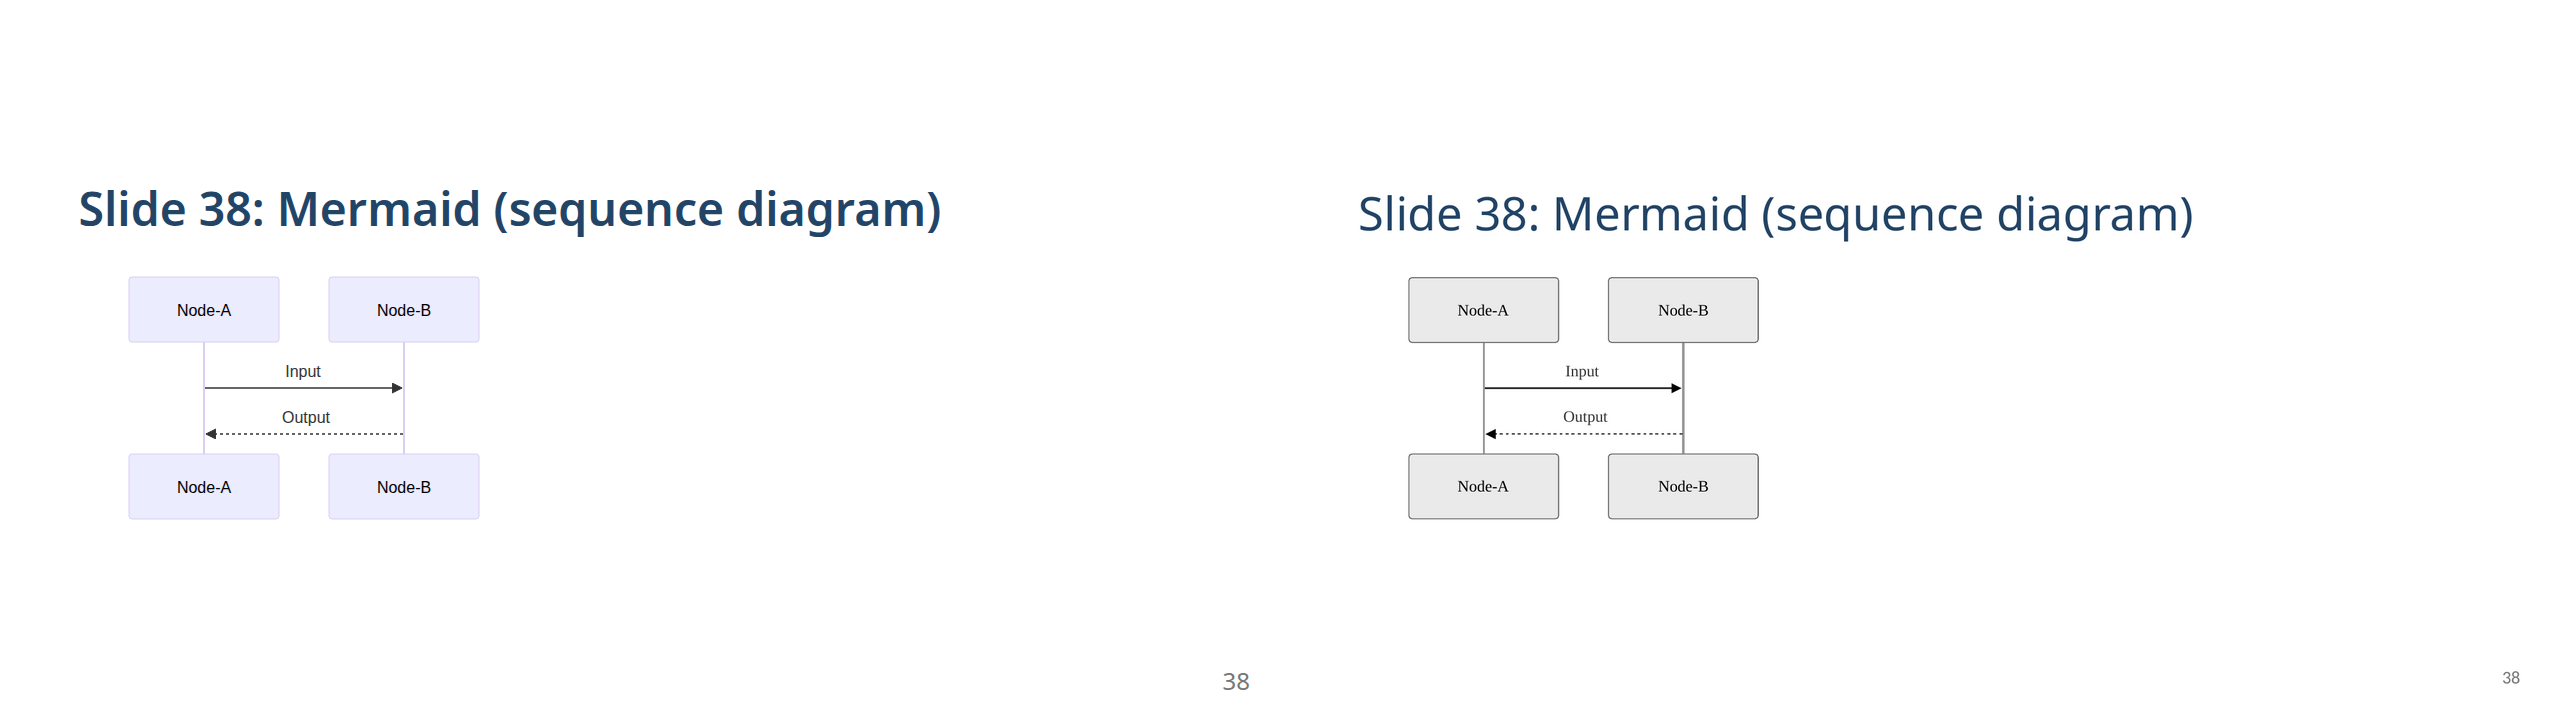 Slide 38: Mermaid (sequence diagram)
Node-A Node-B
Input
Output
Node-A Node-B
38
Slide 38: Mermaid (sequence diagram)
Node-A Node-B
Input
Output
Node-A Node-B
38